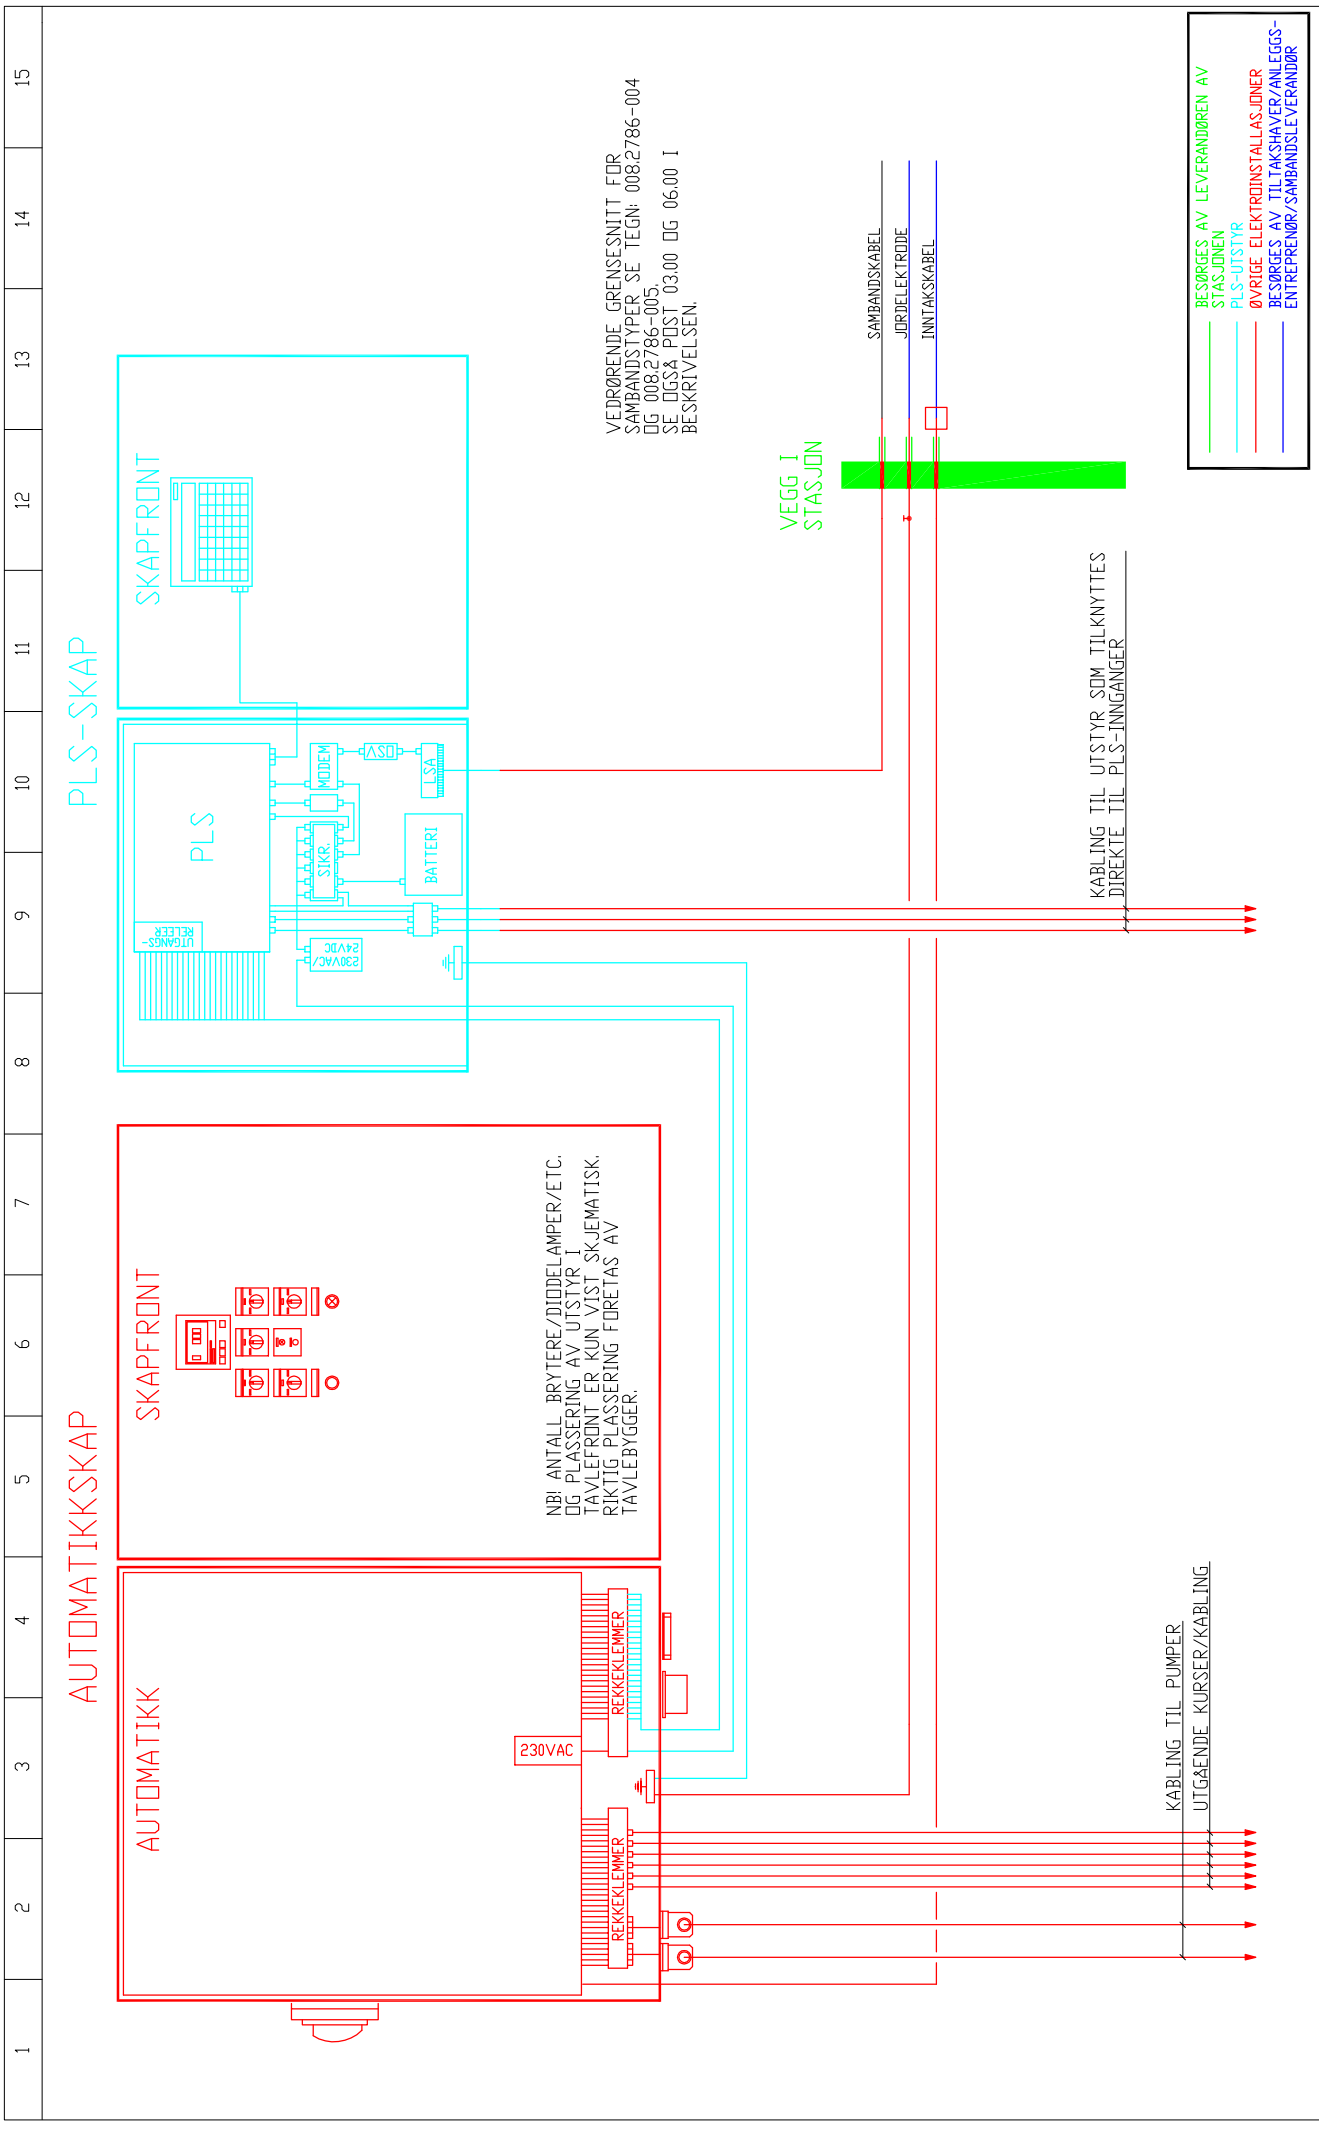 1 2 3 4 5 6 7 8 9 10 11 12 13 14 15
AUTOMATIKKSKAP
PLS-SKAP
AUTOMATIKK
230VAC
REKKEKLEMMER
REKKEKLEMMER
SKAPFRONT
NB! ANTALL BRYTERE/DIODELAMPER/ETC.
OG PLASSERING AV UTSTYR I
TAVLEFRONT ER KUN VIST SKJEMATISK.
RIKTIG PLASSERING FORETAS AV
TAVLEBYGGER.
UTGANGS-
RELEER
PLS
230VAC/
24VDC
SIKR.
MODEM
OSV
LSA
BATTERI
SKAPFRONT
VEDRØRENDE GRENSESNITT FOR
SAMBANDSTYPER SE TEGN: 008.2786-004
OG 008.2786-005.
SE OGSÅ POST 03.00 OG 06.00 I
BESKRIVELSEN.
VEGG I
STASJON
SAMBANDSKABEL
JORDELEKTRODE
INNTAKSKABEL
KABLING TIL UTSTYR SOM TILKNYTTES
DIREKTE TIL PLS-INNGANGER
KABLING TIL PUMPER
UTGÅENDE KURSER/KABLING
BESØRGES AV LEVERANDØREN AV
STASJONEN
PLS-UTSTYR
ØVRIGE ELEKTROINSTALLASJONER
BESØRGES AV TILTAKSHAVER/ANLEGGS-
ENTREPRENØR/SAMBANDSLEVERANDØR